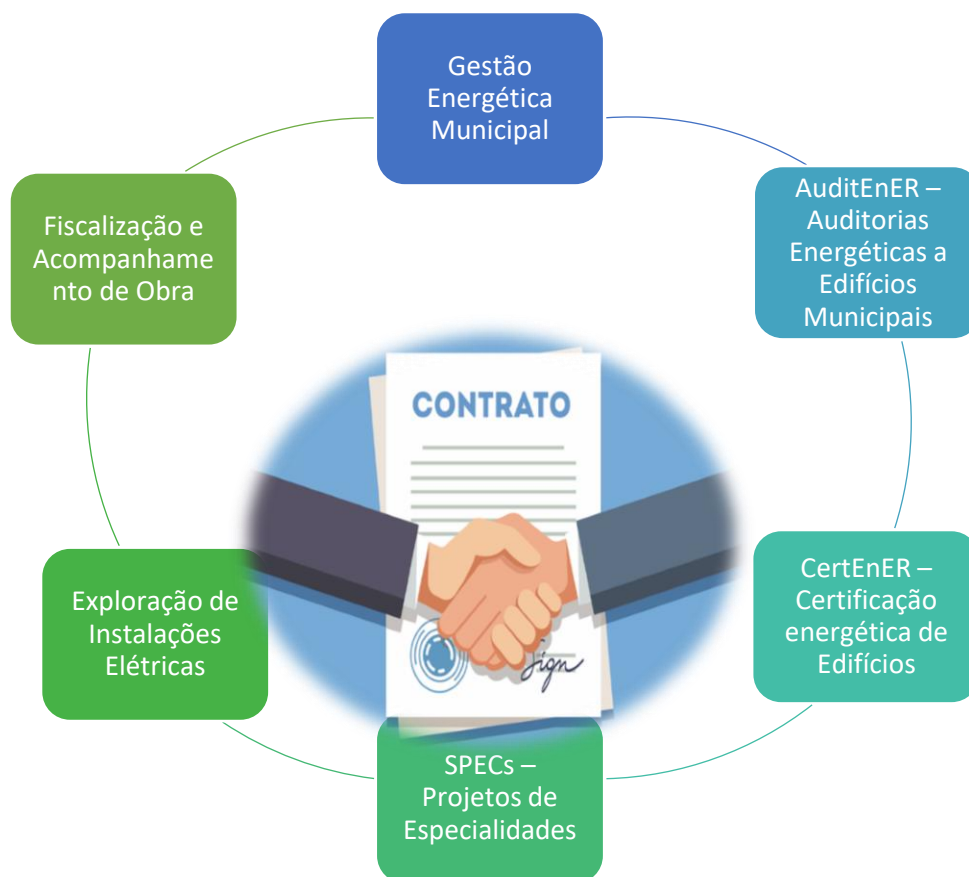 Gestão
Energética
Municipal
AuditEnER –
Auditorias
Energéticas a
Edifícios
Municipais
CertEnER –
Certificação
energética de
Edifícios
SPECs –
Projetos de
Especialidades
Exploração de
Instalações
Elétricas
Fiscalização e
Acompanhame
nto de Obra
CONTRATO
Sign